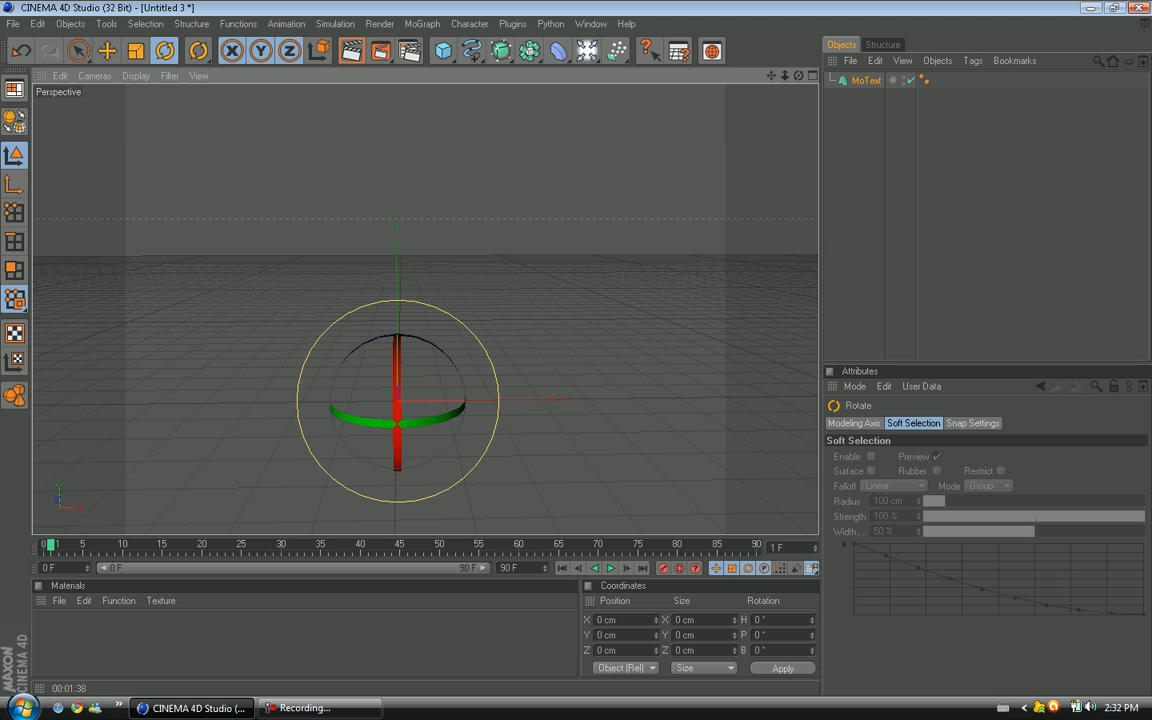 CINEMA 4D Studio (32 Bit) - [Untitled 3 *]
File Edit Objects Tools Selection Structure Functions Animation Simulation Render MoGraph Character Plugins Python Window Help
X Y Z
Edit Cameras Display Filter View
Perspective
Y
X
0 1 5 10 15 20 25 30 35 40 45 50 55 60 65 70 75 80 85 90 1 F
0 F 0 F 90 F 90 F
Materials
File Edit Function Texture
Coordinates
Position Size Rotation
X 0 cm X 0 cm H 0 °
Y 0 cm Y 0 cm P 0 °
Z 0 cm Z 0 cm B 0 °
Object (Rel) Size Apply
00:01:38
MAXON
CINEMA 4D
Objects Structure
File Edit View Objects Tags Bookmarks
MoText
Attributes
Mode Edit User Data
Rotate
Modeling Axis Soft Selection Snap Settings
Soft Selection
Enable Preview
Surface Rubber Restrict
Falloff Linear Mode Group
Radius 100 cm
Strength 100 %
Width . . 50 %
CINEMA 4D Studio (... Recording... 2:32 PM